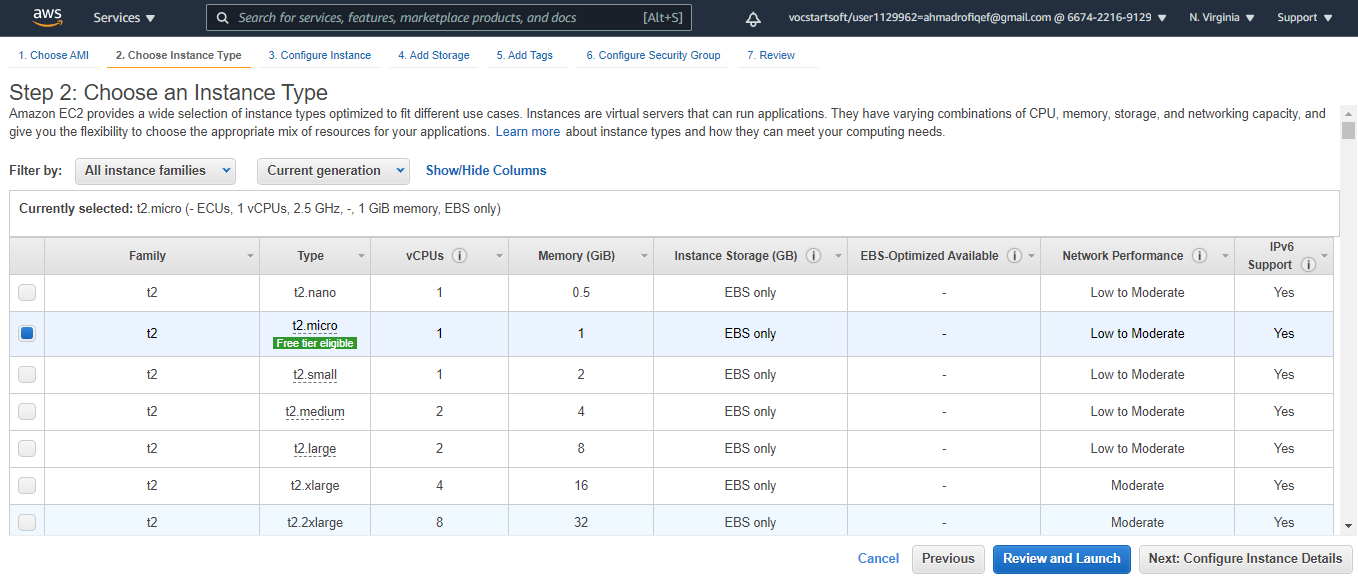 aws Services Search for services, features, marketplace products, and docs [Alt+S] vocstartsoft/user1129962=ahmadrofiqef@gmail.com @ 6674-2216-9129 N. Virginia Support
1. Choose AMI 2. Choose Instance Type 3. Configure Instance 4. Add Storage 5. Add Tags 6. Configure Security Group 7. Review
Step 2: Choose an Instance Type
Amazon EC2 provides a wide selection of instance types optimized to fit different use cases. Instances are virtual servers that can run applications. They have varying combinations of CPU, memory, storage, and networking capacity, and
give you the flexibility to choose the appropriate mix of resources for your applications. Learn more about instance types and how they can meet your computing needs.
Filter by: All instance families Current generation Show/Hide Columns
Currently selected: t2.micro (- ECUs, 1 vCPUs, 2.5 GHz, -, 1 GiB memory, EBS only)
Family Type vCPUs i Memory (GiB) Instance Storage (GB) i EBS-Optimized Available i Network Performance i IPv6
Support i
t2 t2.nano 1 0.5 EBS only - Low to Moderate Yes
t2 t2.micro 1 1 EBS only - Low to Moderate Yes
Free tier eligible
t2 t2.small 1 2 EBS only - Low to Moderate Yes
t2 t2.medium 2 4 EBS only - Low to Moderate Yes
t2 t2.large 2 8 EBS only - Low to Moderate Yes
t2 t2.xlarge 4 16 EBS only - Moderate Yes
t2 t2.2xlarge 8 32 EBS only - Moderate Yes
Cancel Previous Review and Launch Next: Configure Instance Details